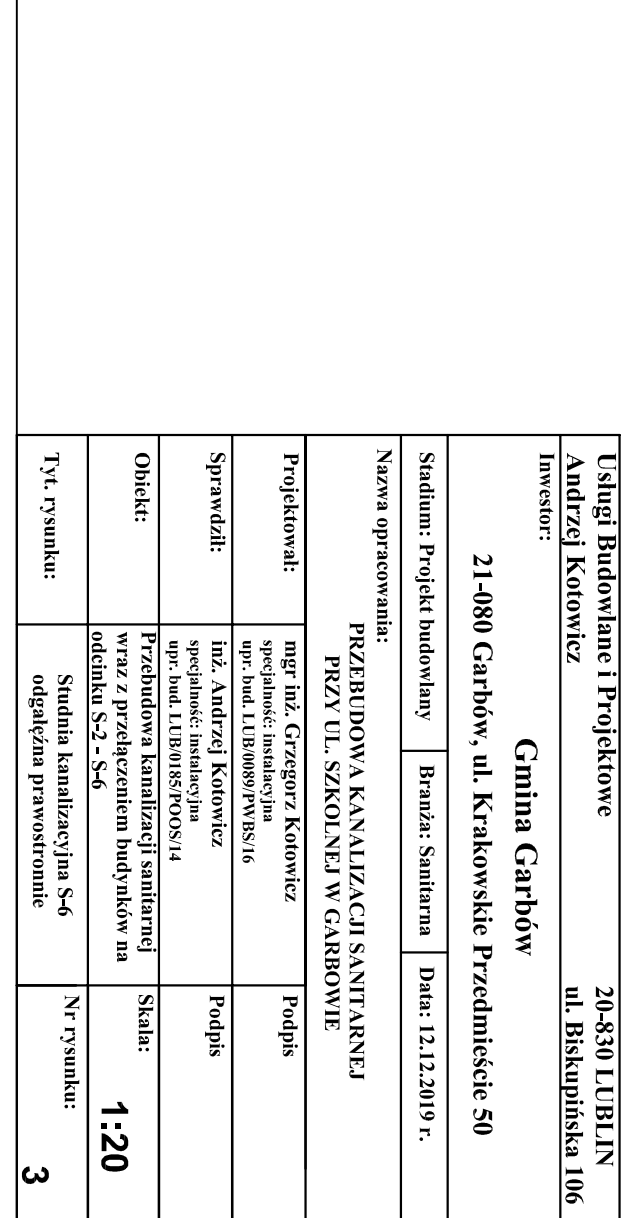 Usługi Budowlane i Projektowe 20-830 LUBLIN
Andrzej Kotowicz ul. Biskupińska 106
Inwestor:
Gmina Garbów
21-080 Garbów, ul. Krakowskie Przedmieście 50
Stadium: Projekt budowlany Branża: Sanitarna Data: 12.12.2019 r.
Nazwa opracowania:
PRZEBUDOWA KANALIZACJI SANITARNEJ
PRZY UL. SZKOLNEJ W GARBOWIE
Projektował: mgr inż. Grzegorz Kotowicz Podpis
specjalność: instalacyjna
upr. bud. LUB/0089/PWBS/16
Sprawdził: inż. Andrzej Kotowicz Podpis
specjalność: instalacyjna
upr. bud. LUB/0185/POOS/14
Obiekt: Przebudowa kanalizacji sanitarnej Skala:
wraz z przełączeniem budynków na 1:20
odcinku S-2 - S-6
Tyt. rysunku: Studnia kanalizacyjna S-6 Nr rysunku:
odgałęźna prawostronnie 3